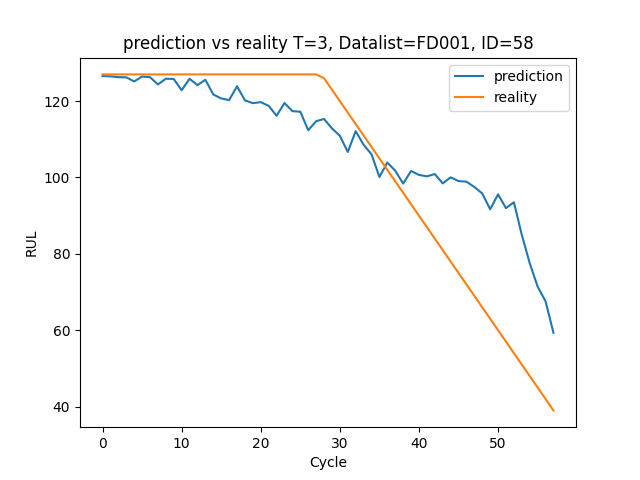 prediction vs reality T=3, Datalist=FD001, ID=58
prediction
reality
RUL
120
100
80
60
40
0 10 20 30 40 50
Cycle